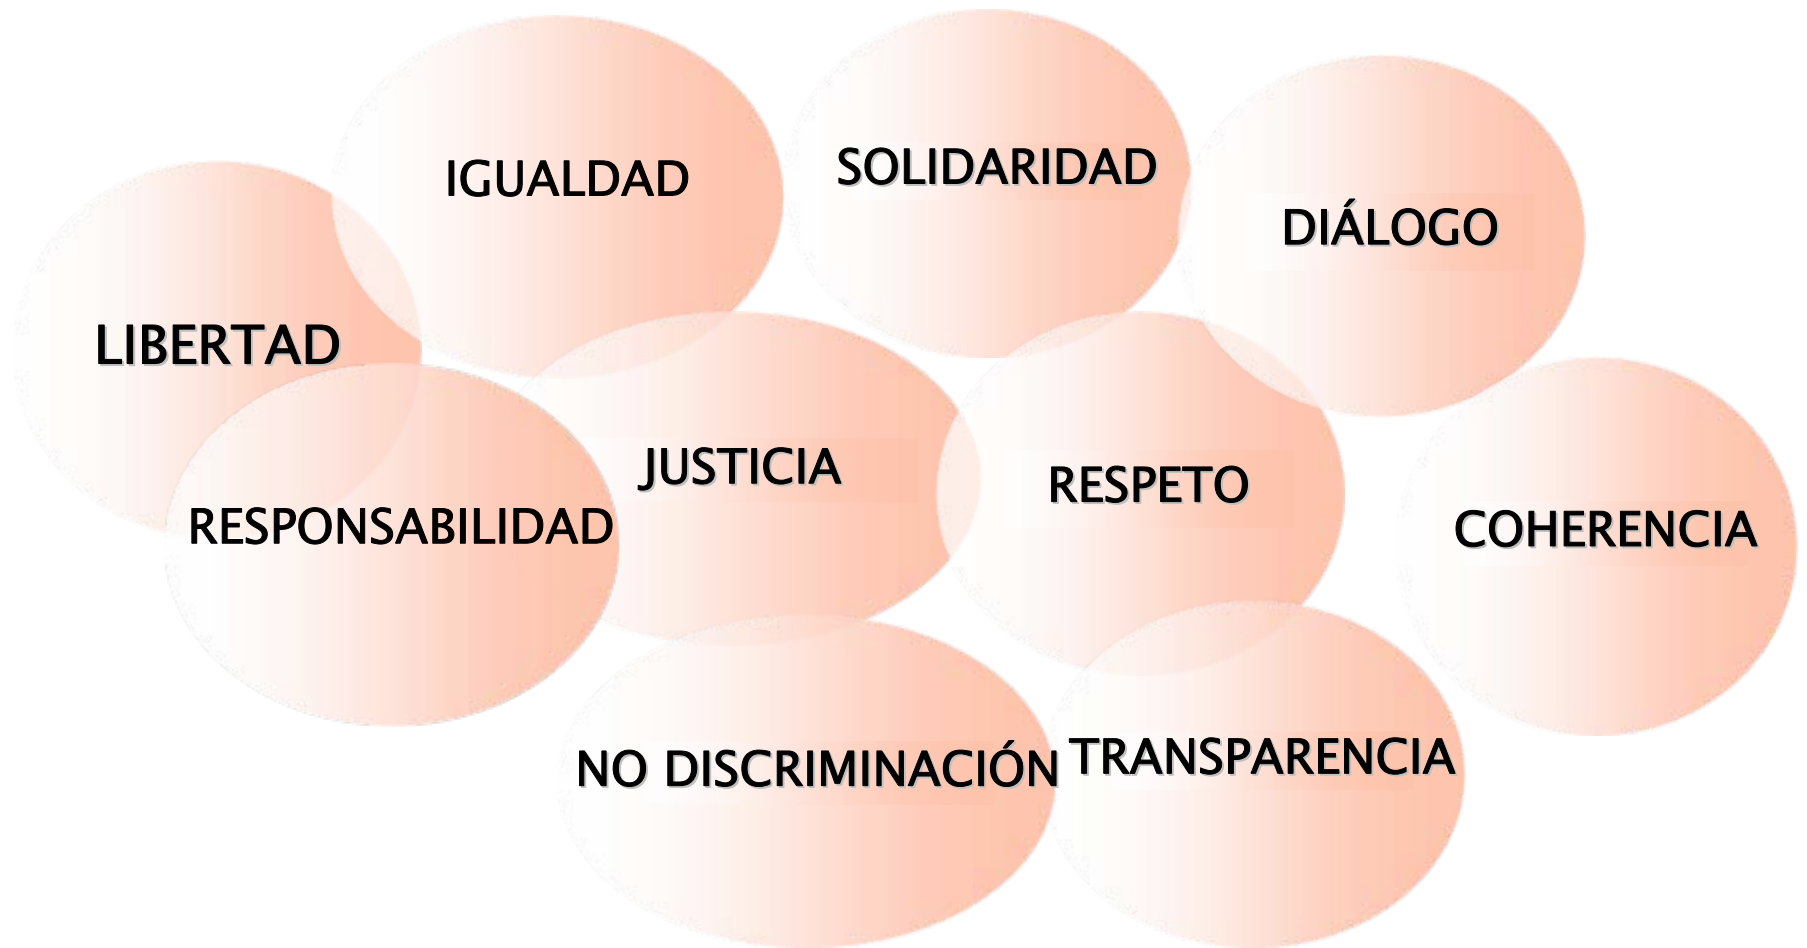 IGUALDAD
SOLIDARIDAD
DIÁLOGO
LIBERTAD
JUSTICIA
RESPETO
RESPONSABILIDAD
COHERENCIA
NO DISCRIMINACIÓN
TRANSPARENCIA